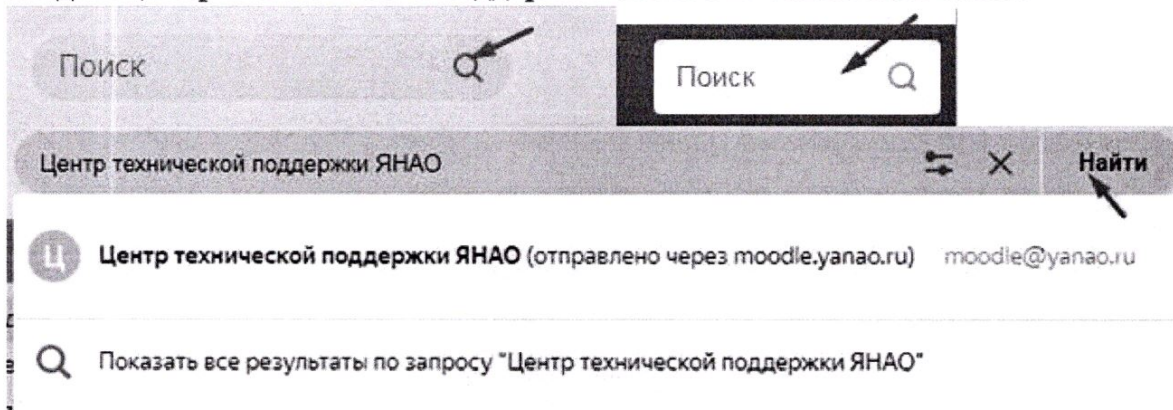 Поиск
Поиск
Центр технической поддержки ЯНАО
Найти
Ц
Центр технической поддержки ЯНАО (отправлено через moodle.yanao.ru) moodle@yanao.ru
Показать все результаты по запросу "Центр технической поддержки ЯНАО"